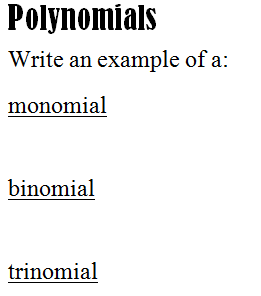 Polynomials
Write an example of a:
monomial
binomial
trinomial